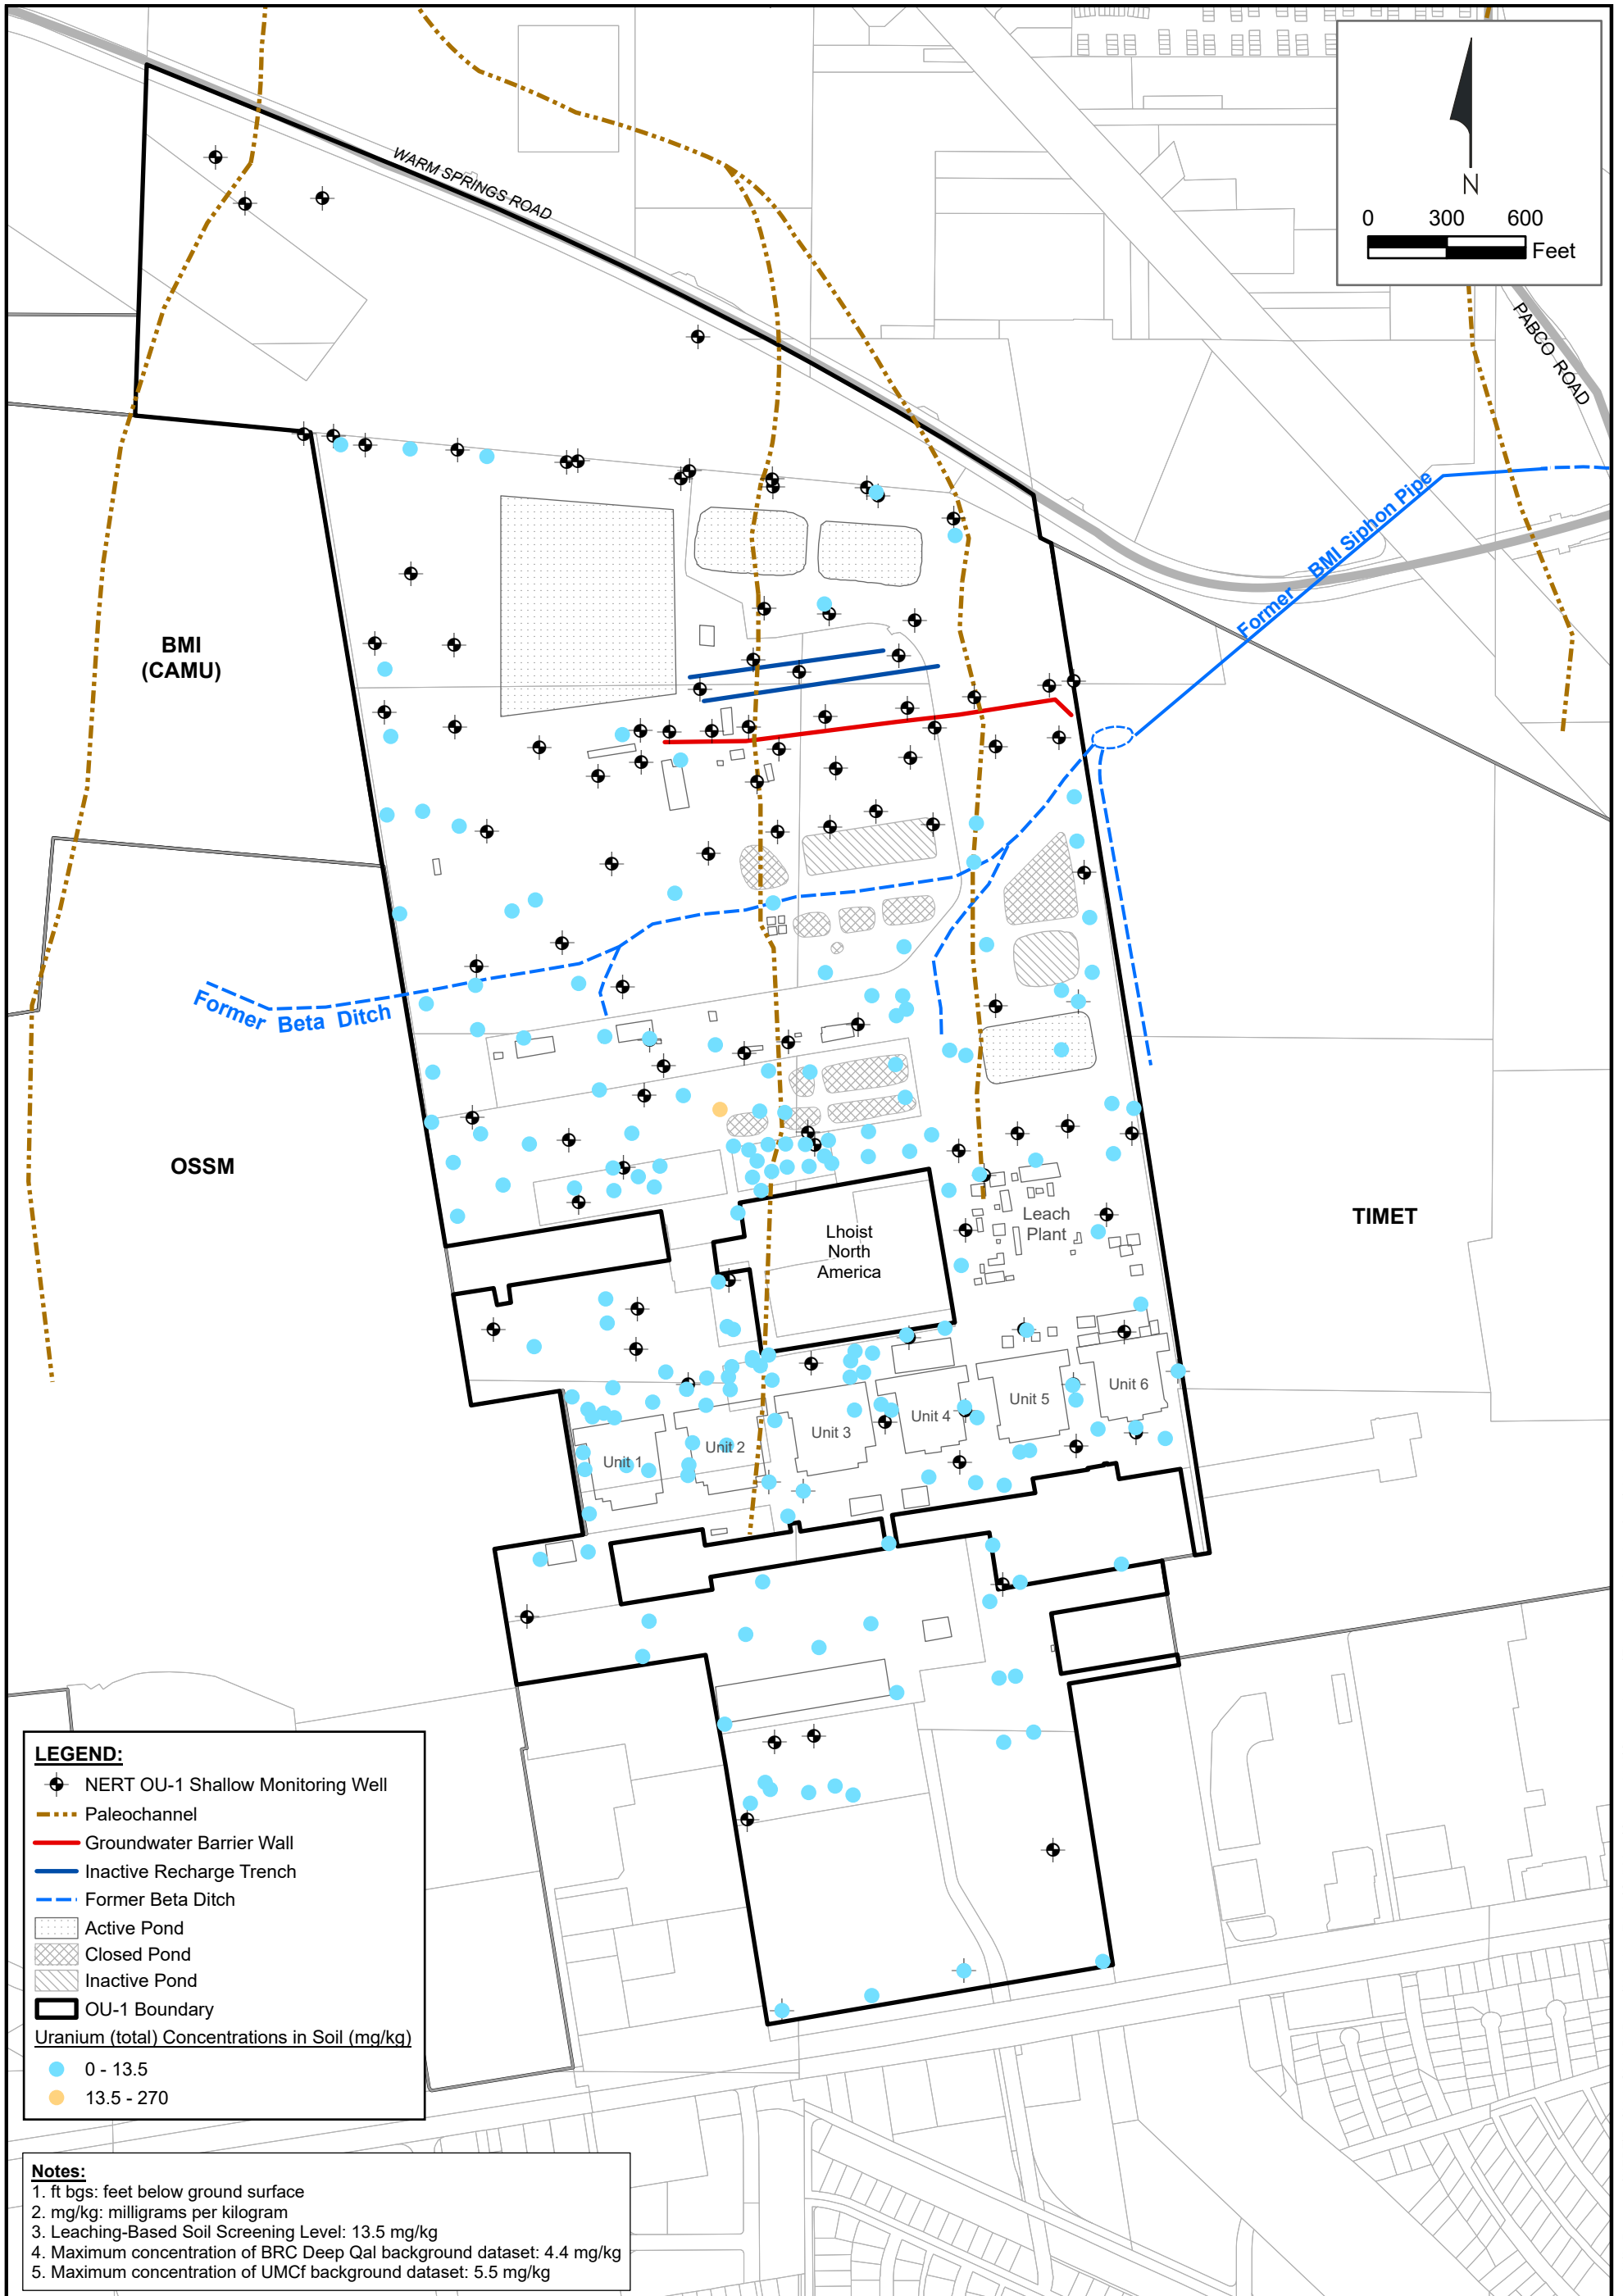 WARM SPRINGS ROAD
N
0 300 600
Feet
PABCO ROAD
Former BMI Siphon Pipe
BMI
(CAMU)
Former Beta Ditch
OSSM
TIMET
Lhoist
North
America
Leach
Plant
Unit 1
Unit 2
Unit 3
Unit 4
Unit 5
Unit 6
LEGEND:
NERT OU-1 Shallow Monitoring Well
Paleochannel
Groundwater Barrier Wall
Inactive Recharge Trench
Former Beta Ditch
Active Pond
Closed Pond
Inactive Pond
OU-1 Boundary
Uranium (total) Concentrations in Soil (mg/kg)
0 - 13.5
13.5 - 270
Notes:
1. ft bgs: feet below ground surface
2. mg/kg: milligrams per kilogram
3. Leaching-Based Soil Screening Level: 13.5 mg/kg
4. Maximum concentration of BRC Deep Qal background dataset: 4.4 mg/kg
5. Maximum concentration of UMCf background dataset: 5.5 mg/kg